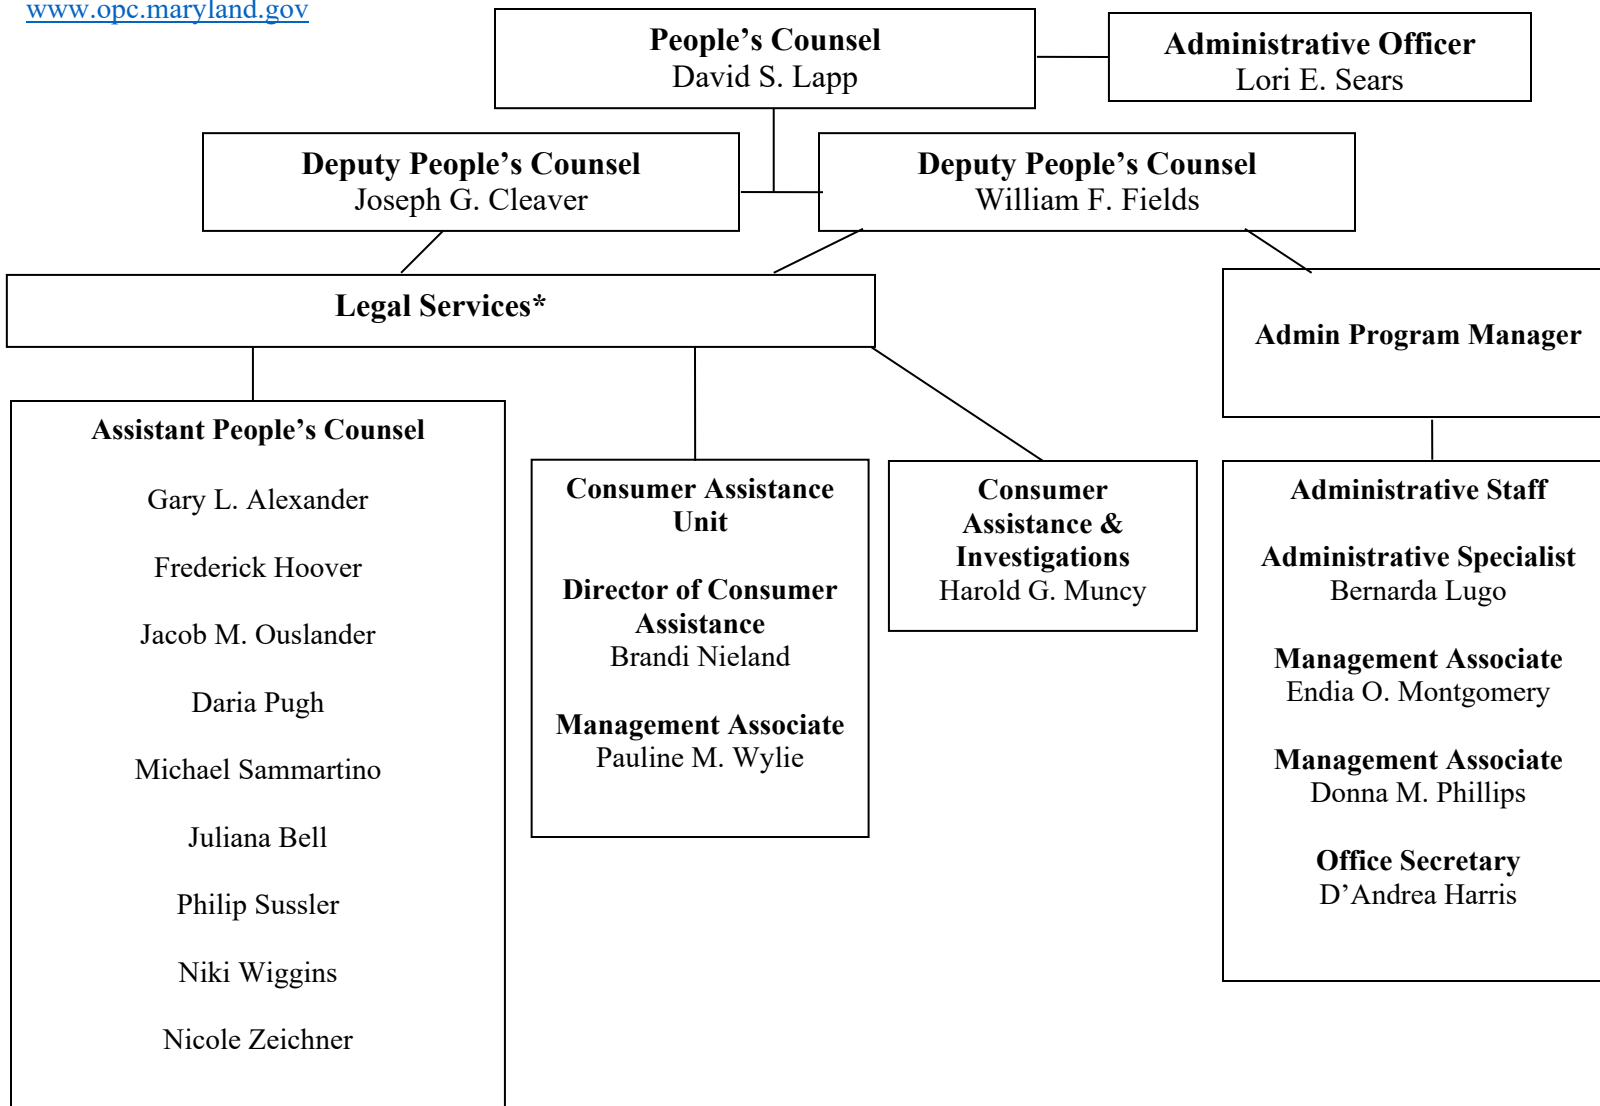 www.opc.maryland.gov
People’s Counsel
David S. Lapp
Administrative Officer
Lori E. Sears
Deputy People’s Counsel
Joseph G. Cleaver
Deputy People’s Counsel
William F. Fields
Legal Services*
Admin Program Manager
Assistant People’s Counsel
Gary L. Alexander
Frederick Hoover
Jacob M. Ouslander
Daria Pugh
Michael Sammartino
Juliana Bell
Philip Sussler
Niki Wiggins
Nicole Zeichner
Consumer Assistance
Unit
Director of Consumer
Assistance
Brandi Nieland
Management Associate
Pauline M. Wylie
Consumer
Assistance &
Investigations
Harold G. Muncy
Administrative Staff
Administrative Specialist
Bernarda Lugo
Management Associate
Endia O. Montgomery
Management Associate
Donna M. Phillips
Office Secretary
D’Andrea Harris